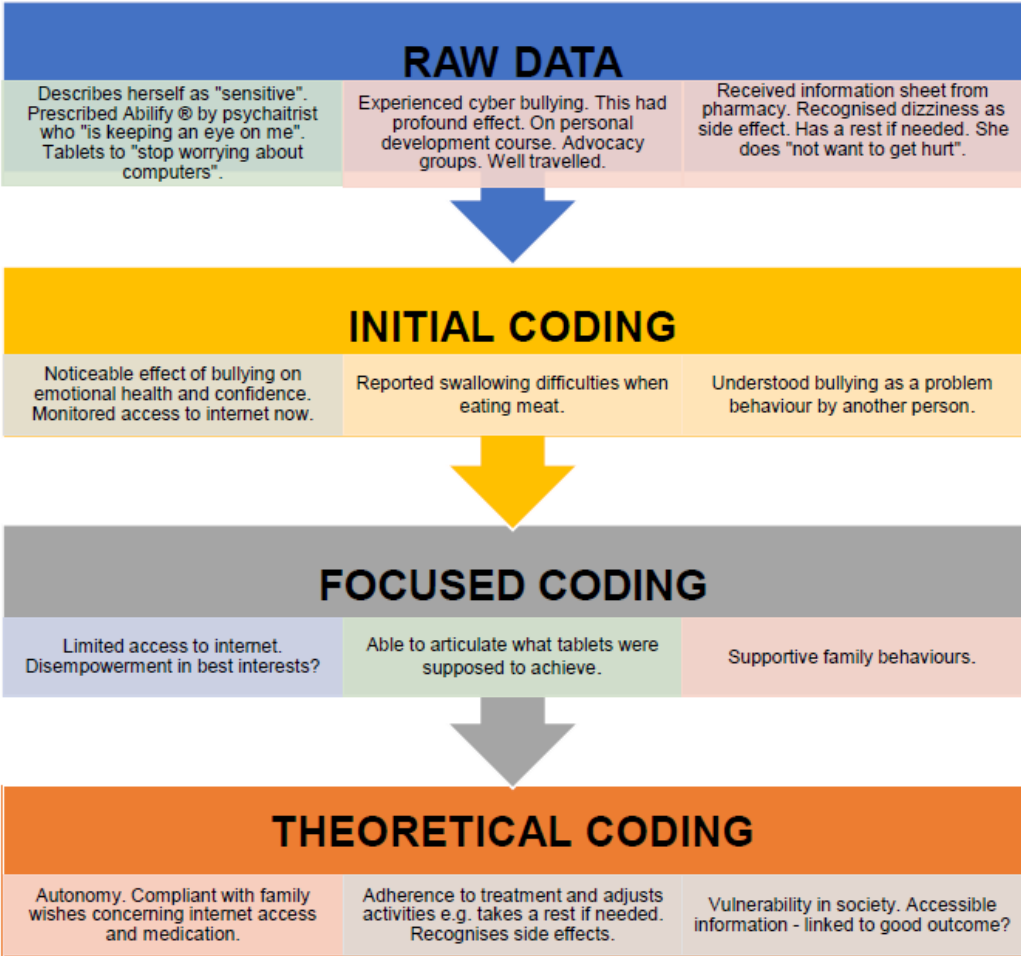 RAW DATA
Describes herself as "sensitive".
Prescribed Abilify ® by psychaitrist
who "is keeping an eye on me".
Tablets to "stop worrying about
computers".
Experienced cyber bullying. This had
profound effect. On personal
development course. Advocacy
groups. Well travelled.
Received information sheet from
pharmacy. Recognised dizziness as
side effect. Has a rest if needed. She
does "not want to get hurt".
INITIAL CODING
Noticeable effect of bullying on
emotional health and confidence.
Monitored access to internet now.
Reported swallowing difficulties when
eating meat.
Understood bullying as a problem
behaviour by another person.
FOCUSED CODING
Limited access to internet.
Disempowerment in best interests?
Able to articulate what tablets were
supposed to achieve.
Supportive family behaviours.
THEORETICAL CODING
Autonomy. Compliant with family
wishes concerning internet access
and medication.
Adherence to treatment and adjusts
activities e.g. takes a rest if needed.
Recognises side effects.
Vulnerability in society. Accessible
information - linked to good outcome?